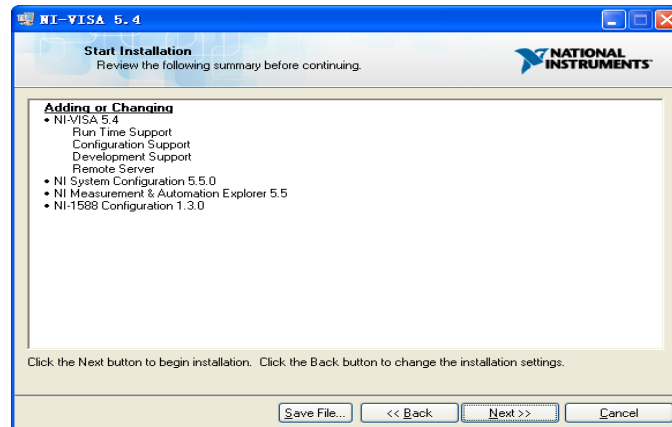 NI-VISA 5.4
Start Installation
Review the following summary before continuing.
NATIONAL
INSTRUMENTS™
Adding or Changing
• NI-VISA 5.4
Run Time Support
Configuration Support
Development Support
Remote Server
• NI System Configuration 5.5.0
• NI Measurement & Automation Explorer 5.5
• NI-1588 Configuration 1.3.0
Click the Next button to begin installation. Click the Back button to change the installation settings.
Save File... << Back Next >> Cancel